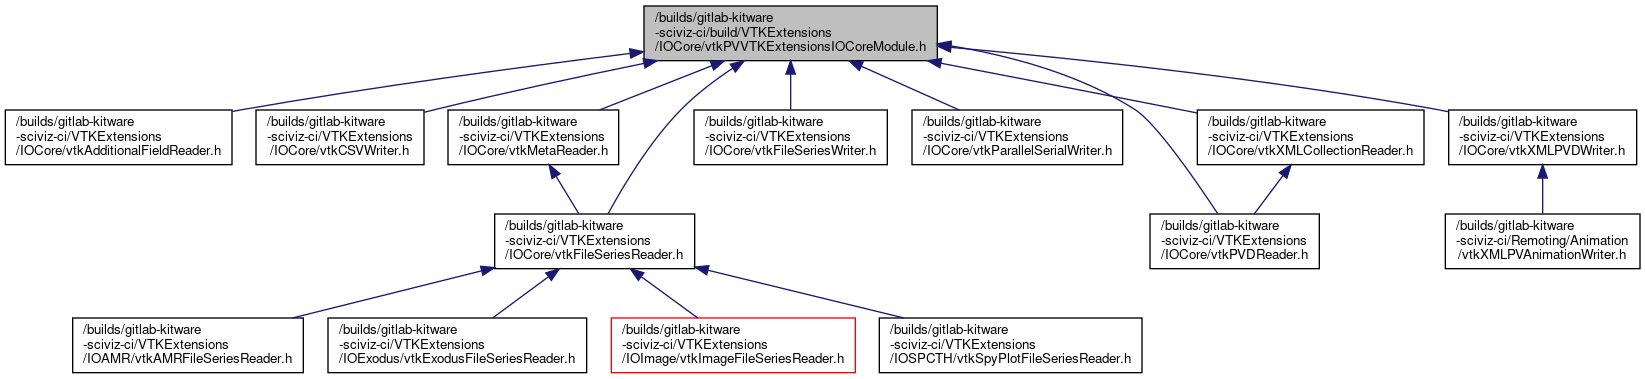 /builds/gitlab-kitware
-sciviz-ci/build/VTKExtensions
/IOCore/vtkPVVTKExtensionsIOCoreModule.h
/builds/gitlab-kitware
-sciviz-ci/VTKExtensions
/IOCore/vtkAdditionalFieldReader.h
/builds/gitlab-kitware
-sciviz-ci/VTKExtensions
/IOCore/vtkCSVWriter.h
/builds/gitlab-kitware
-sciviz-ci/VTKExtensions
/IOCore/vtkMetaReader.h
/builds/gitlab-kitware
-sciviz-ci/VTKExtensions
/IOCore/vtkFileSeriesWriter.h
/builds/gitlab-kitware
-sciviz-ci/VTKExtensions
/IOCore/vtkParallelSerialWriter.h
/builds/gitlab-kitware
-sciviz-ci/VTKExtensions
/IOCore/vtkXMLCollectionReader.h
/builds/gitlab-kitware
-sciviz-ci/VTKExtensions
/IOCore/vtkXMLPVDWriter.h
/builds/gitlab-kitware
-sciviz-ci/VTKExtensions
/IOCore/vtkFileSeriesReader.h
/builds/gitlab-kitware
-sciviz-ci/VTKExtensions
/IOCore/vtkPVDReader.h
/builds/gitlab-kitware
-sciviz-ci/Remoting/Animation
/vtkXMLPVAnimationWriter.h
/builds/gitlab-kitware
-sciviz-ci/VTKExtensions
/IOAMR/vtkAMRFileSeriesReader.h
/builds/gitlab-kitware
-sciviz-ci/VTKExtensions
/IOExodus/vtkExodusFileSeriesReader.h
/builds/gitlab-kitware
-sciviz-ci/VTKExtensions
/IOImage/vtkImageFileSeriesReader.h
/builds/gitlab-kitware
-sciviz-ci/VTKExtensions
/IOSPCTH/vtkSpyPlotFileSeriesReader.h